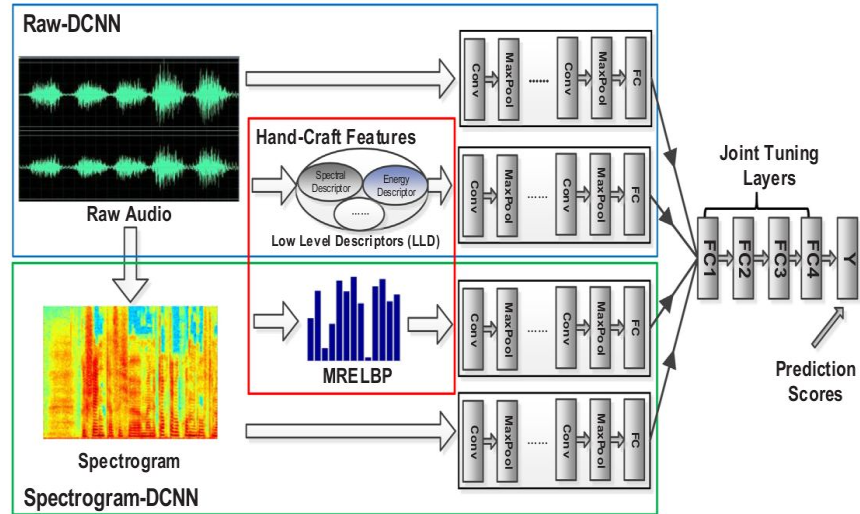 Raw-DCNN
Conv
MaxPool
......
Conv
MaxPool
FC
Hand-Craft Features
Spectral
Descriptor
Energy
Descriptor
......
Low Level Descriptors (LLD)
Raw Audio
Conv
MaxPool
......
Conv
MaxPool
FC
Joint Tuning
Layers
FC1
FC2
FC3
FC4
Y
Prediction
Scores
MRELBP
Conv
MaxPool
......
Conv
MaxPool
FC
Spectrogram
Conv
MaxPool
......
Conv
MaxPool
FC
Spectrogram-DCNN